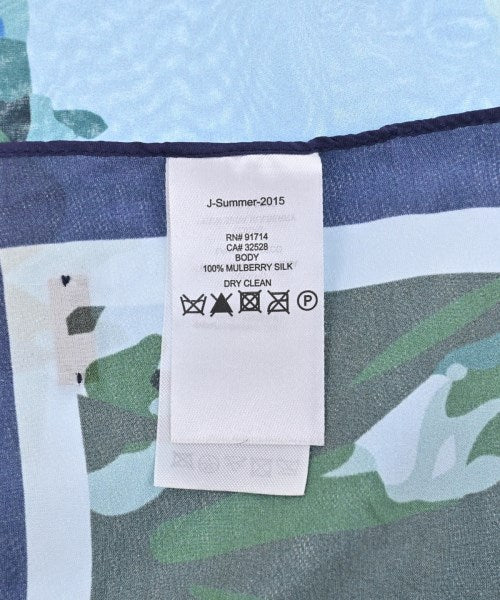 J-Summer-2015
RN# 91714
CA# 32528
BODY
100% MULBERRY SILK
DRY CLEAN
P